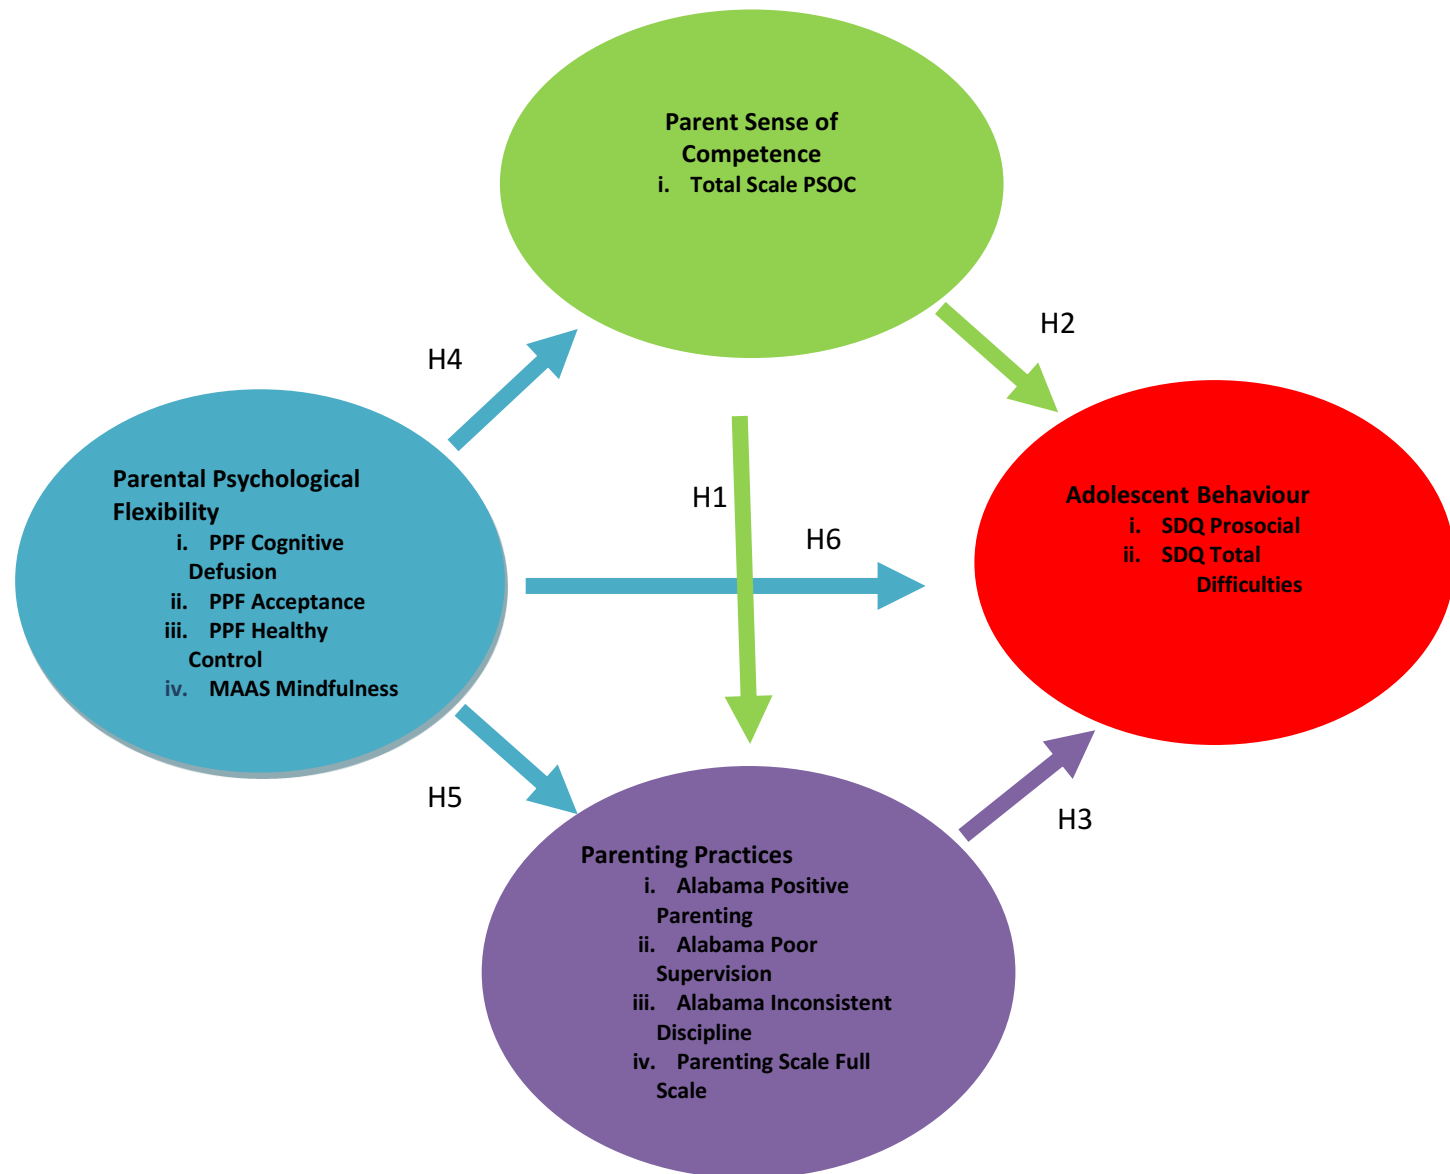 Parent Sense of
Competence
i. Total Scale PSOC
H2
H4
Parental Psychological
Flexibility
i. PPF Cognitive
Defusion
ii. PPF Acceptance
iii. PPF Healthy
Control
iv. MAAS Mindfulness
H1
H6
Adolescent Behaviour
i. SDQ Prosocial
ii. SDQ Total
Difficulties
H5
H3
Parenting Practices
i. Alabama Positive
Parenting
ii. Alabama Poor
Supervision
iii. Alabama Inconsistent
Discipline
iv. Parenting Scale Full
Scale